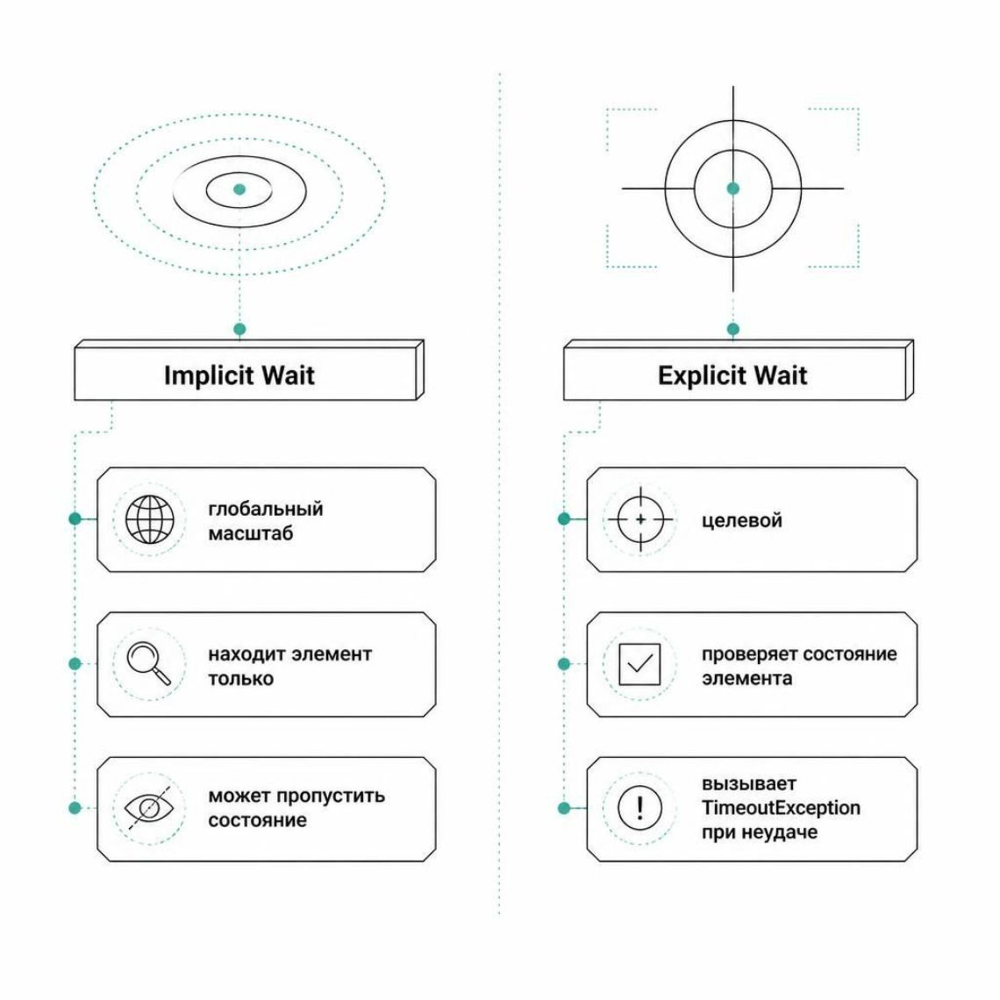 Implicit Wait
глобальный
масштаб
находит элемент
только
может пропустить
состояние
Explicit Wait
целевой
проверяет состояние
элемента
вызывает
TimeoutException
при неудаче